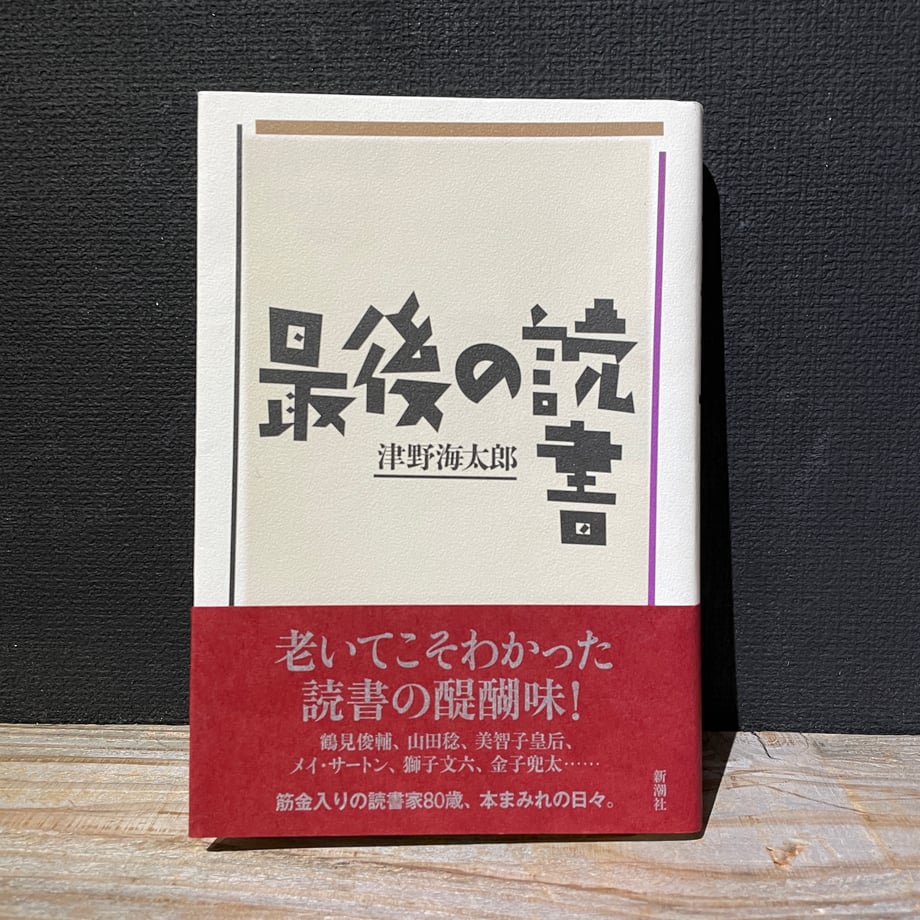 最後の読書
津野海太郎
老いてこそわかった
読書の醍醐味!
鶴見俊輔、山田稔、美智子皇后、
メイ・サートン、獅子文六、金子兜太……
筋金入りの読書家80歳、本まみれの日々。
新潮社